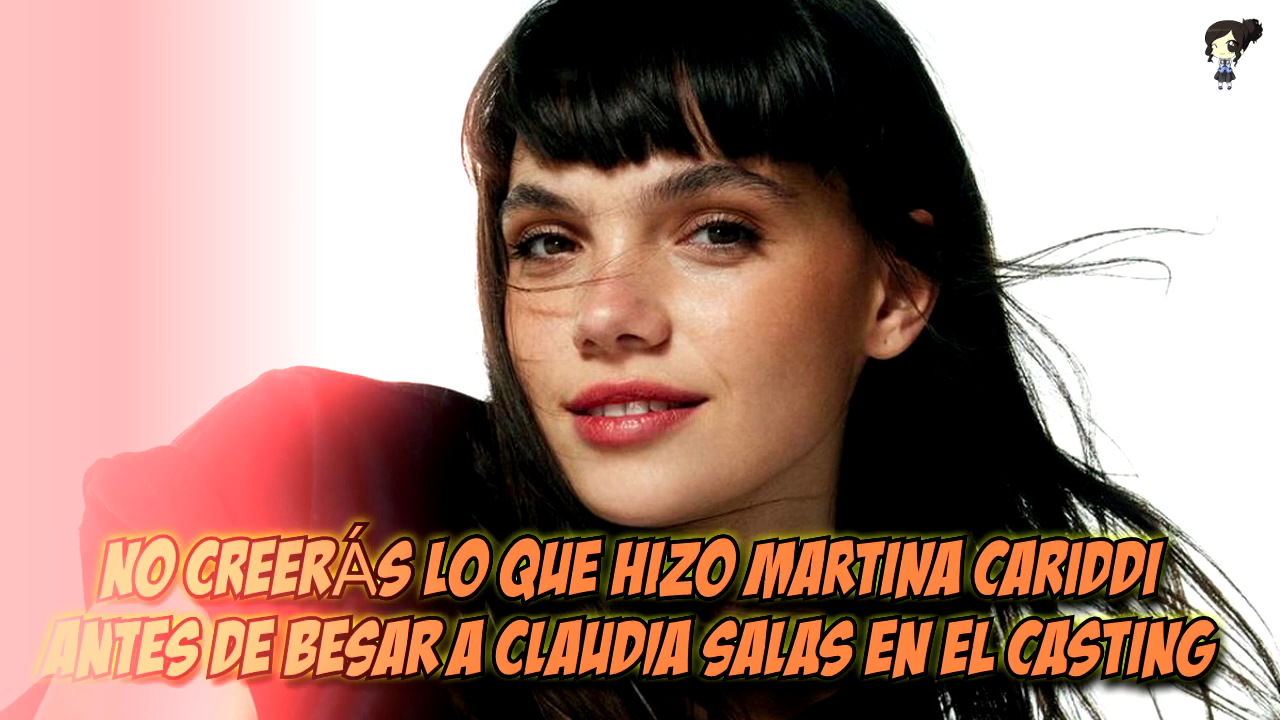 NO CREERÁS LO QUE HIZO MARTINA CARIDDI
ANTES DE BESAR A CLAUDIA SALAS EN EL CASTING